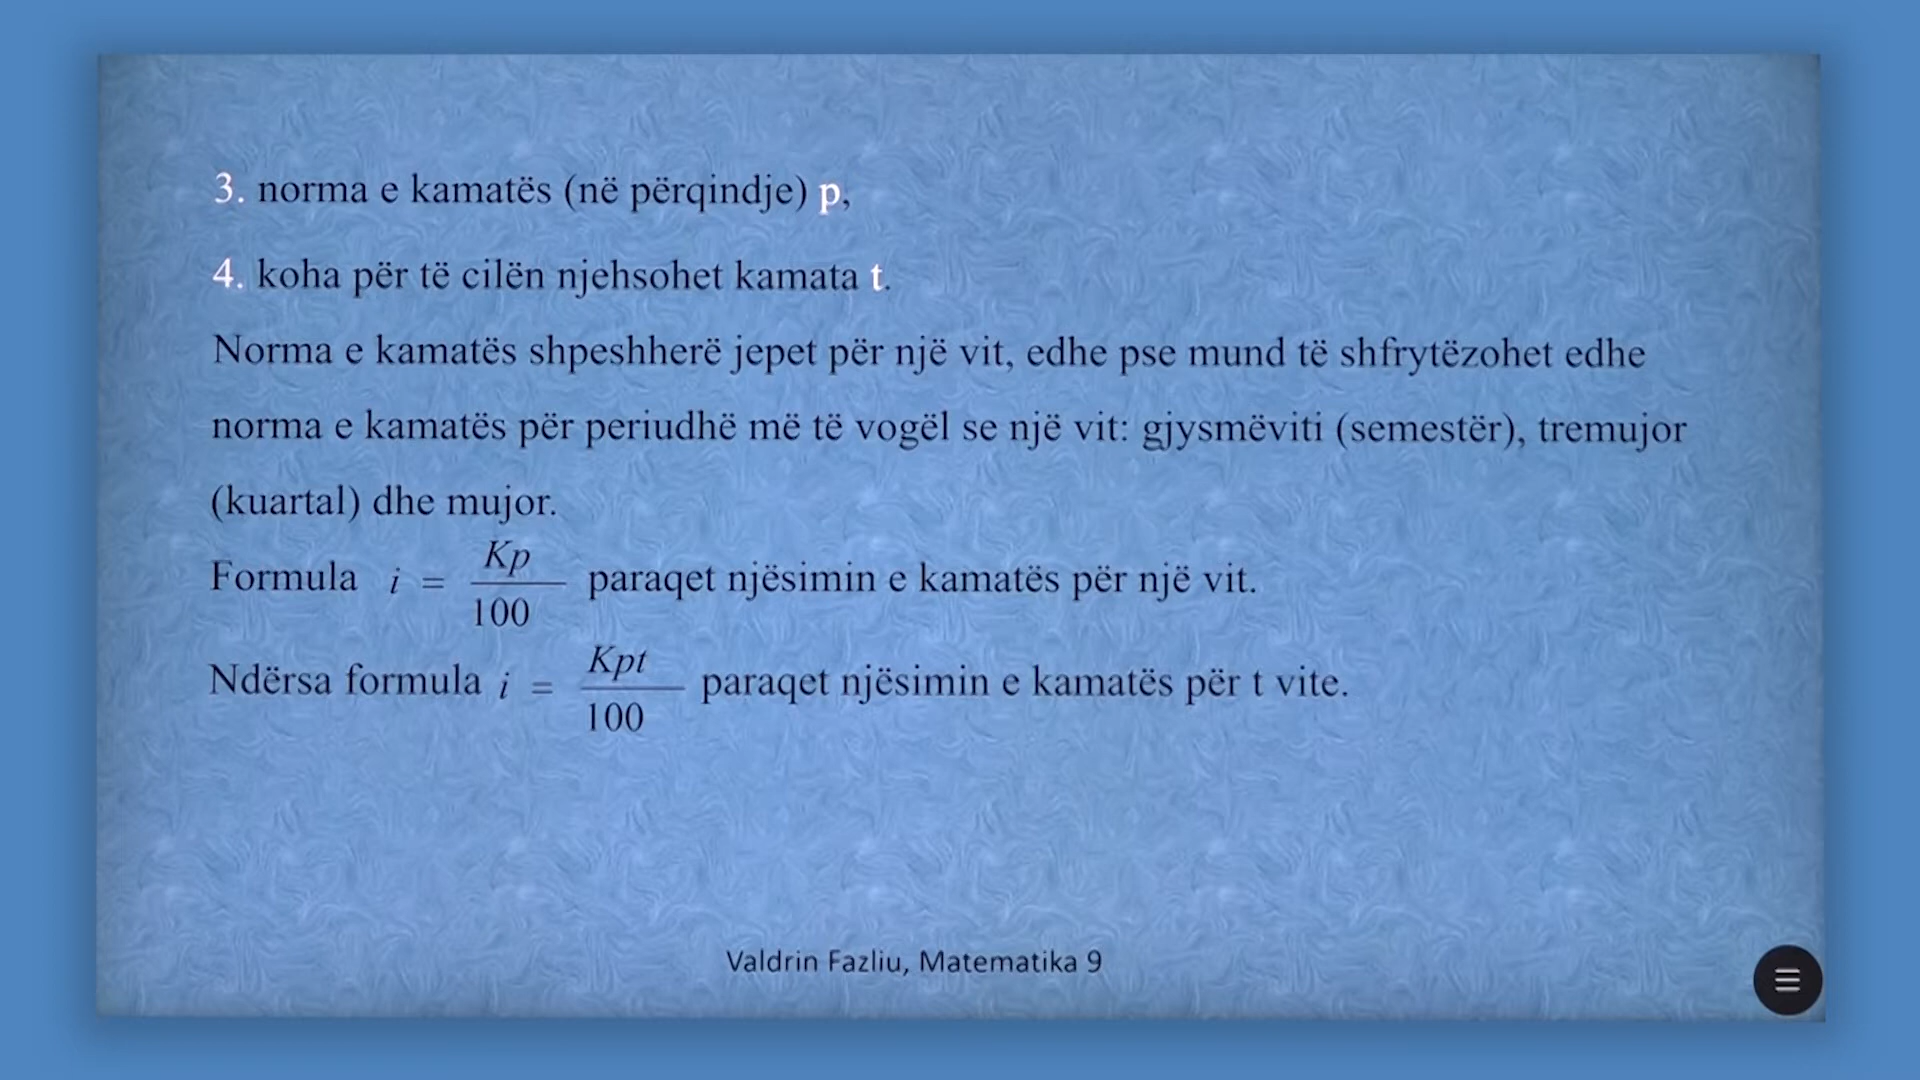 3. norma e kamatës (në përqindje) p,
4. koha për të cilën njehsohet kamata t.
Norma e kamatës shpeshherë jepet për një vit, edhe pse mund të shfrytëzohet edhe
norma e kamatës për periudhë më të vogël se një vit: gjysmëviti (semestër), tremujor
(kuartal) dhe mujor.
Formula i = Kp/100 paraqet njësimin e kamatës për një vit.
Ndërsa formula i = Kpt/100 paraqet njësimin e kamatës për t vite.
Valdrin Fazliu, Matematika 9